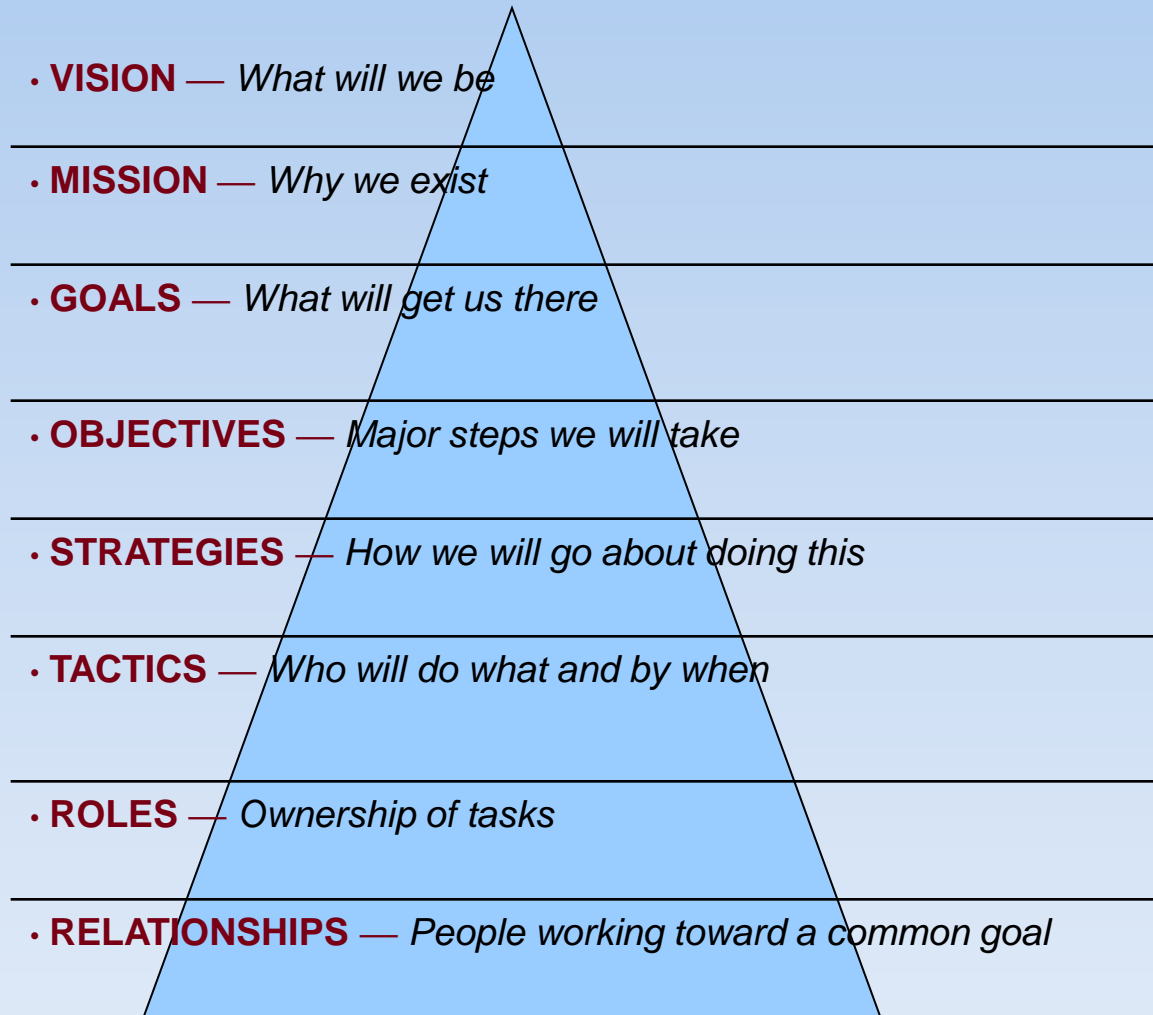 • VISION — What will we be
• MISSION — Why we exist
• GOALS — What will get us there
• OBJECTIVES — Major steps we will take
• STRATEGIES — How we will go about doing this
• TACTICS — Who will do what and by when
• ROLES — Ownership of tasks
• RELATIONSHIPS — People working toward a common goal